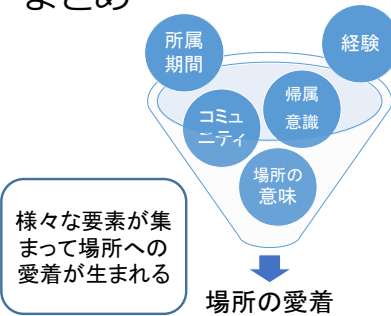 まとめ
所属
期間
経験
コミュ
ニティ
帰属
意識
場所の
意味
様々な要素が集
まって場所への
愛着が生まれる
場所の愛着